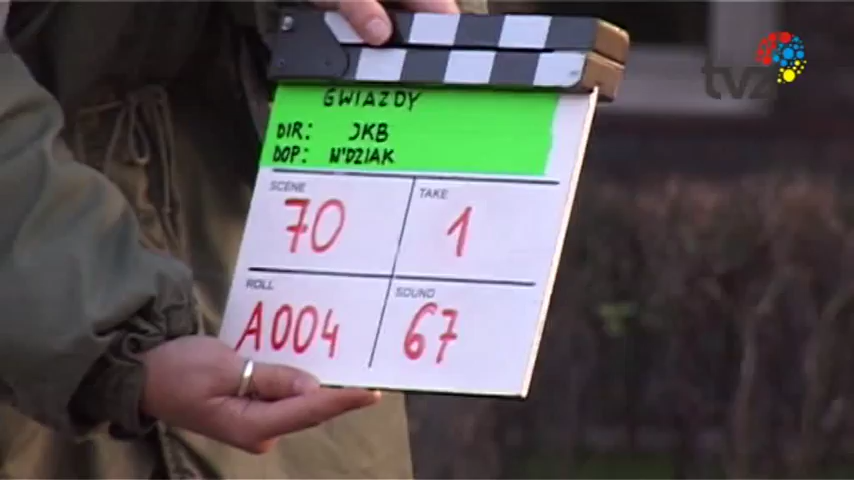 tvz
GWIAZDY
DIR: JKB
DOP: W'DZIAK
SCENE
70
TAKE
1
ROLL
A004
SOUND
67